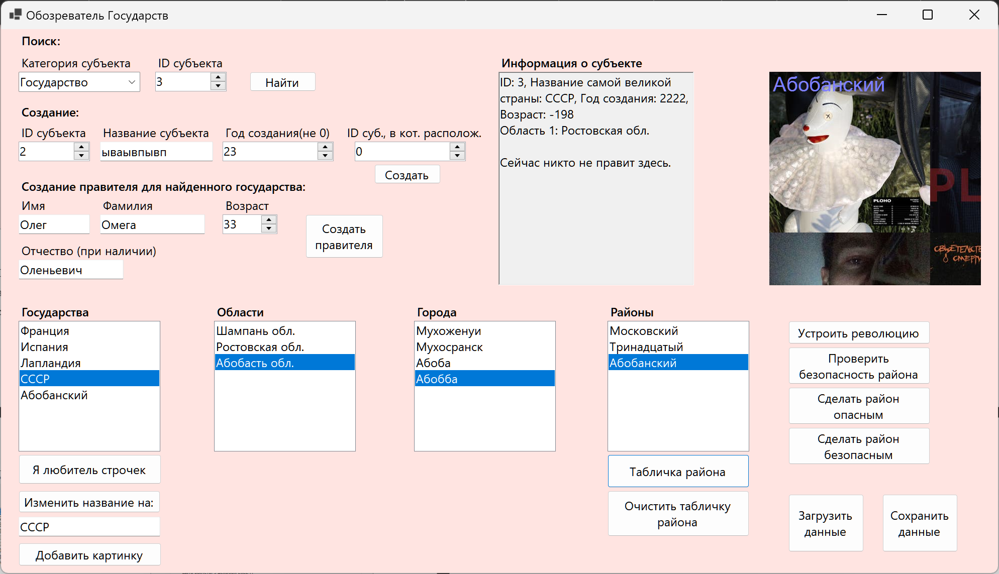 Обозреватель Государств
Поиск:
Категория субъекта
ID субъекта
Государство
3
Найти
Создание:
ID субъекта
Название субъекта
Год создания(не 0)
ID суб., в кот. располож.
2
ываывпывп
23
0
Создать
Создание правителя для найденного государства:
Имя
Фамилия
Возраст
Олег
Омега
33
Создать
правителя
Отчество (при наличии)
Оленьевич
Информация о субъекте
ID: 3, Название самой великой
страны: СССР, Год создания: 2222,
Возраст: -198
Область 1: Ростовская обл.
Сейчас никто не правит здесь.
Абобанский
PLOHO
PL
СВИДЕТЕЛЬСТВ
О СМЕРТИ
Государства
Франция
Испания
Лапландия
СССР
Абобанский
Я любитель строчек
Изменить название на:
СССР
Добавить картинку
Области
Шампань обл.
Ростовская обл.
Абобасть обл.
Города
Мухоженуи
Мухосранск
Абоба
Абобба
Районы
Московский
Тринадцатый
Абобанский
Табличка района
Очистить табличку
района
Устроить революцию
Проверить
безопасность района
Сделать район
опасным
Сделать район
безопасным
Загрузить
данные
Сохранить
данные